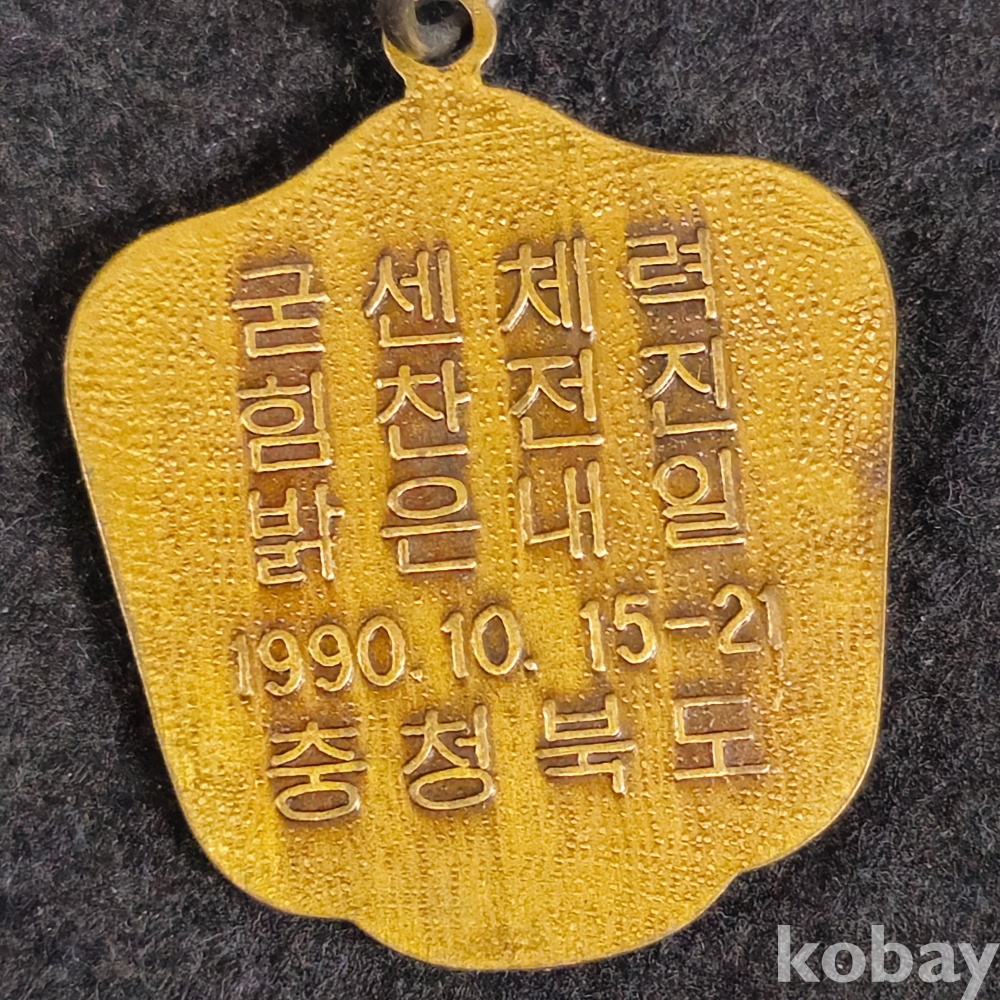 굳센체력
힘찬전진
밝은내일
1990. 10. 15-21
충청북도
kobay